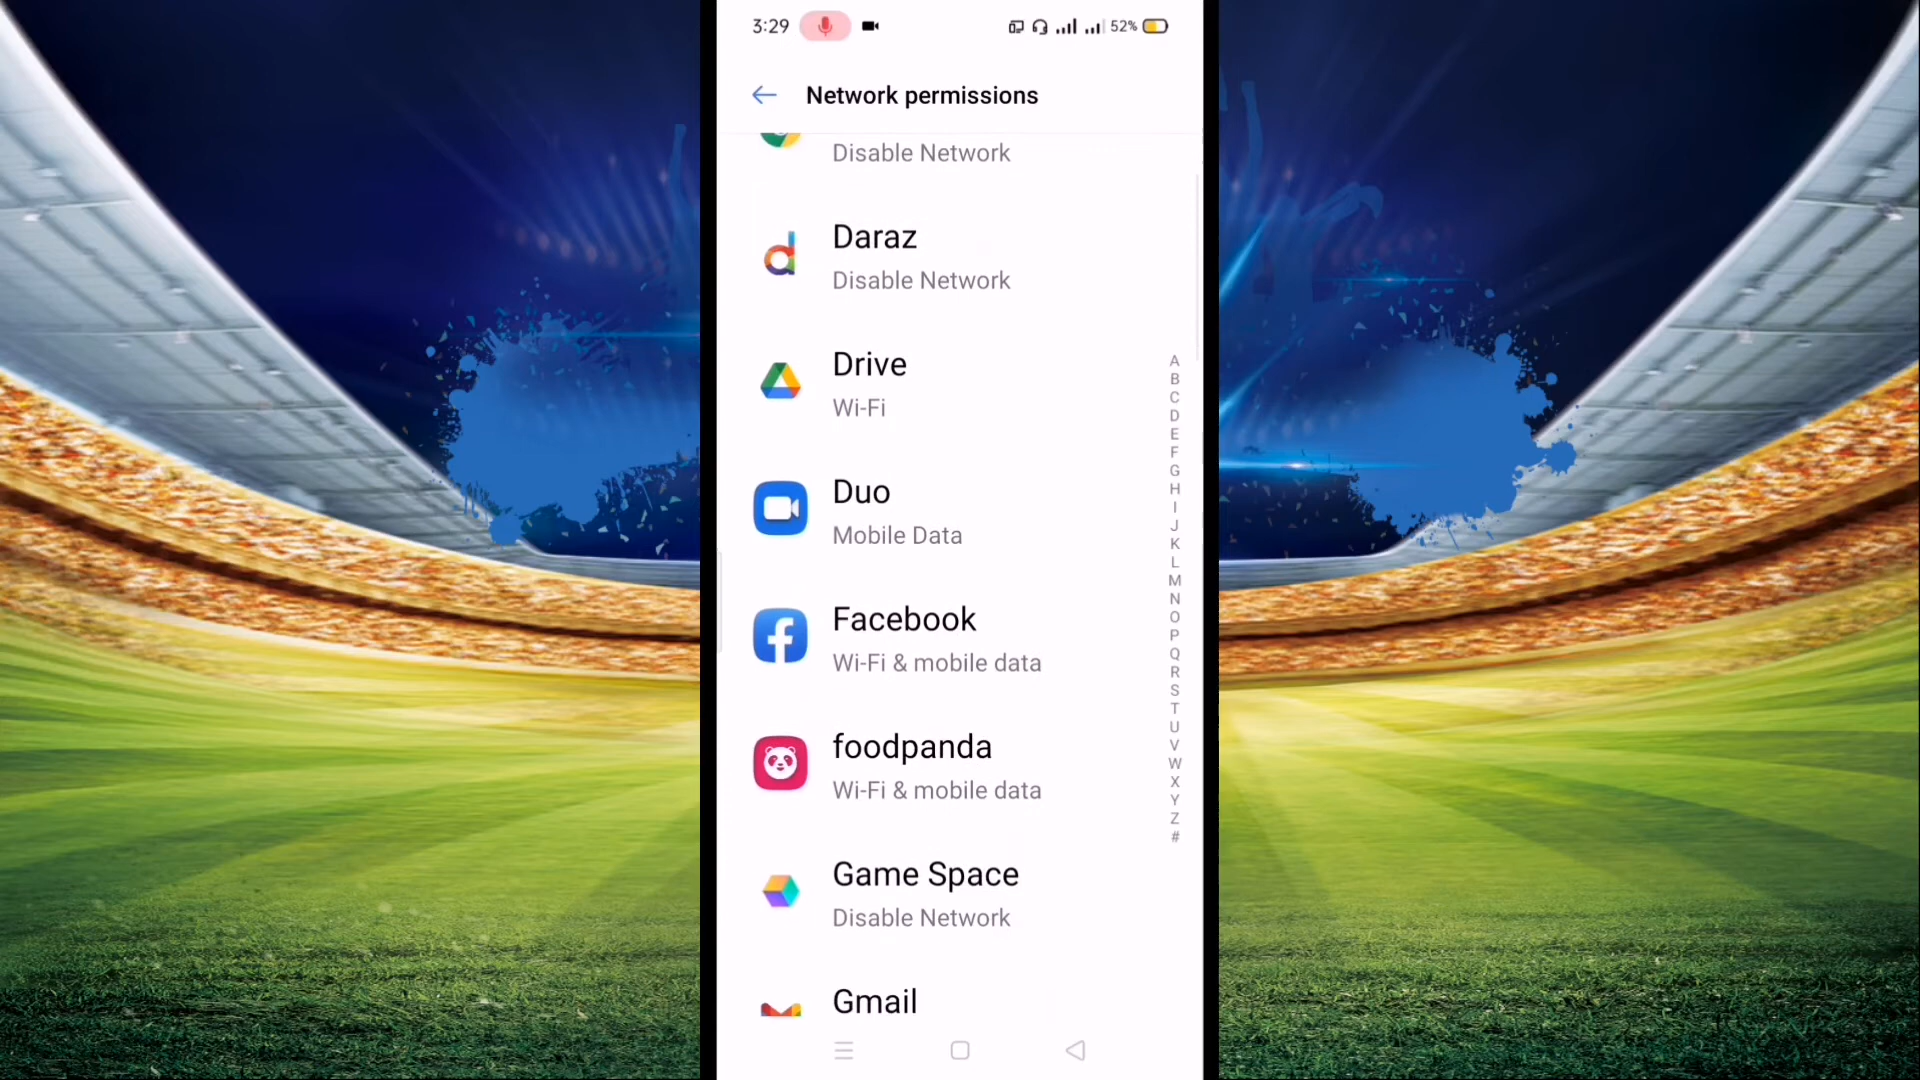 3:29
52%
Network permissions
Disable Network
Daraz
Disable Network
Drive
Wi-Fi
Duo
Mobile Data
Facebook
Wi-Fi & mobile data
foodpanda
Wi-Fi & mobile data
Game Space
Disable Network
Gmail
A
B
C
D
E
F
G
H
I
J
K
L
M
N
O
P
Q
R
S
T
U
V
W
X
Y
Z
#